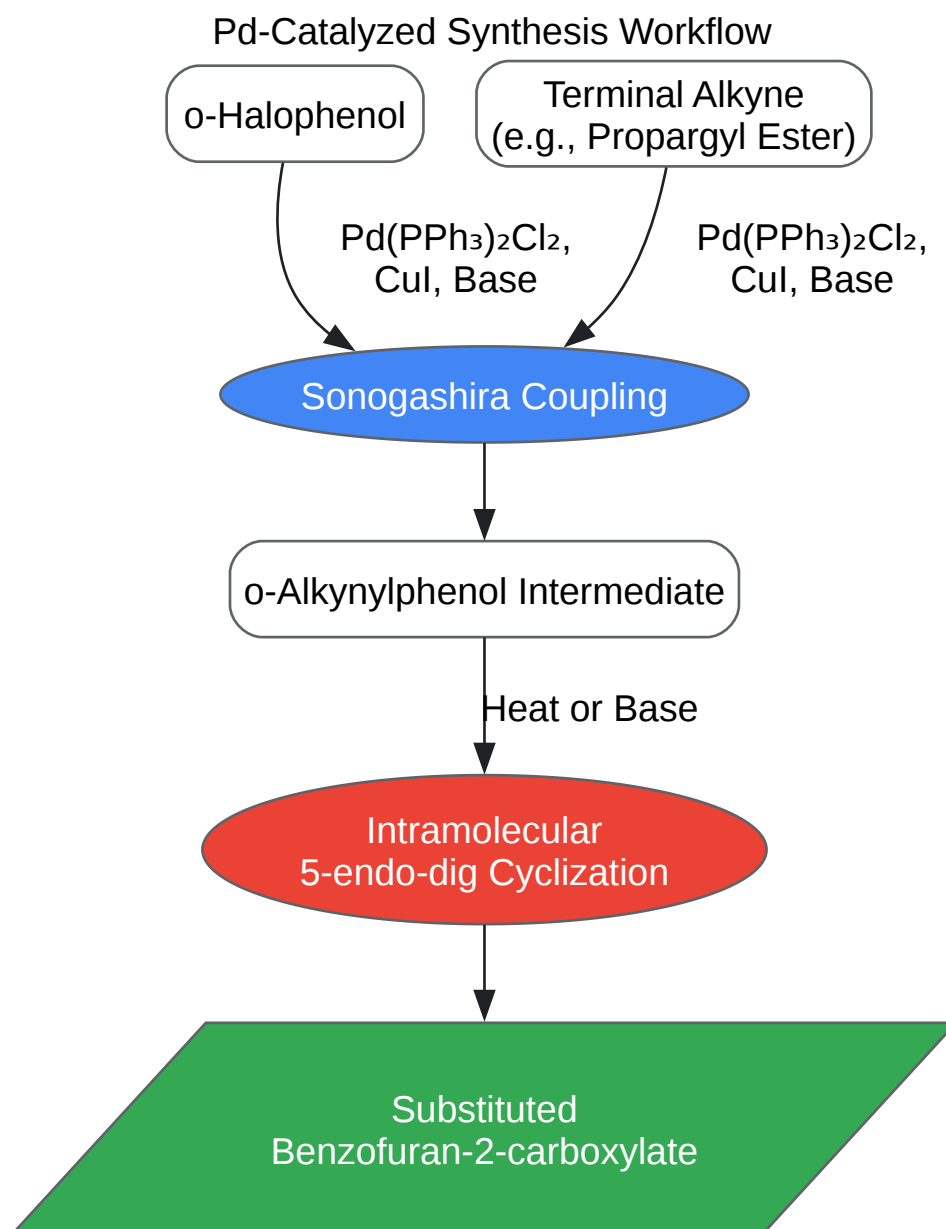 Pd-Catalyzed Synthesis Workflow
o-Halophenol
Terminal Alkyne
(e.g., Propargyl Ester)
Pd(PPh₃)₂Cl₂,
CuI, Base
Pd(PPh₃)₂Cl₂,
CuI, Base
Sonogashira Coupling
o-Alkynylphenol Intermediate
Heat or Base
Intramolecular
5-endo-dig Cyclization
Substituted
Benzofuran-2-carboxylate